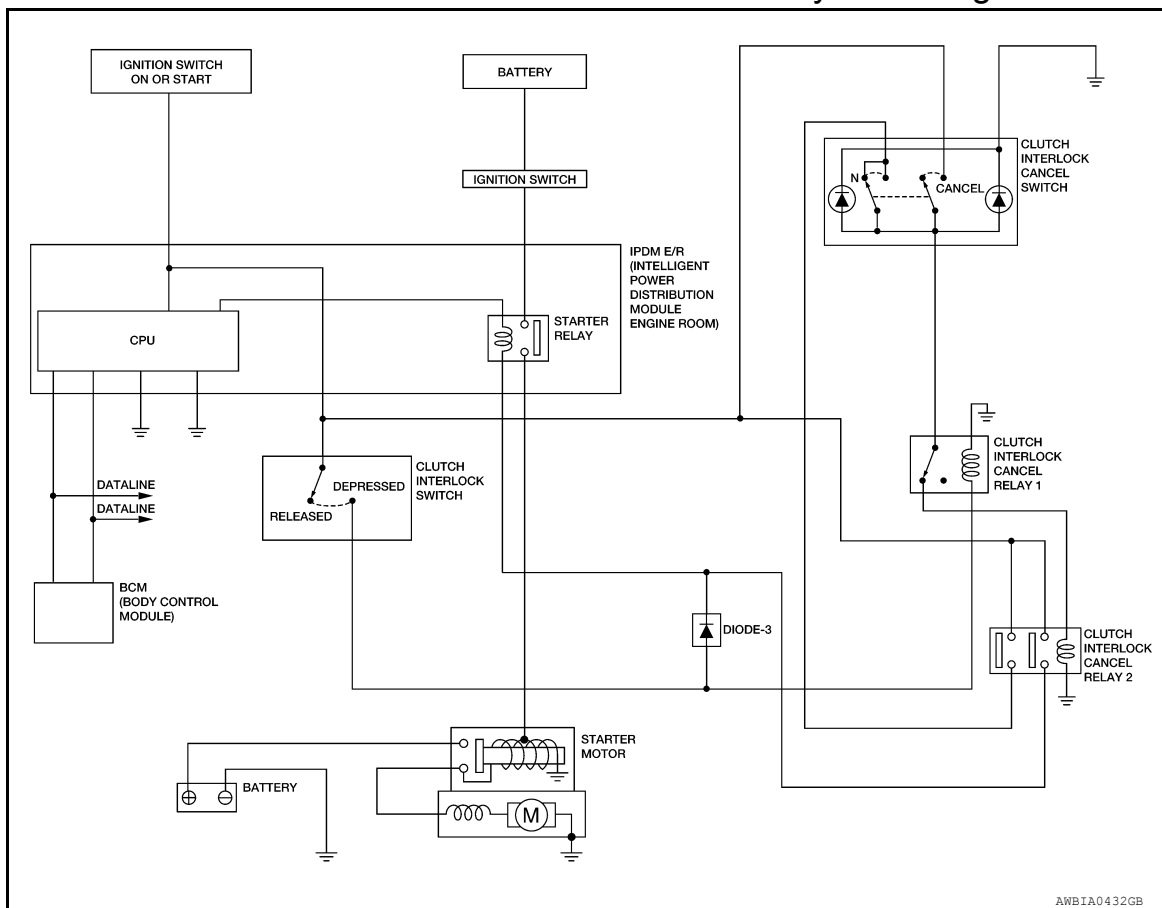 IGNITION SWITCH
ON OR START
BATTERY
IGNITION SWITCH
CLUTCH
INTERLOCK
CANCEL
SWITCH
N
CANCEL
IPDM E/R
(INTELLIGENT
POWER
DISTRIBUTION
MODULE
ENGINE ROOM)
CPU
STARTER
RELAY
CLUTCH
INTERLOCK
CANCEL
RELAY 1
CLUTCH
INTERLOCK
SWITCH
DEPRESSED
RELEASED
DATALINE
DATALINE
BCM
(BODY CONTROL
MODULE)
DIODE-3
CLUTCH
INTERLOCK
CANCEL
RELAY 2
STARTER
MOTOR
BATTERY
M
AWBIA0432GB